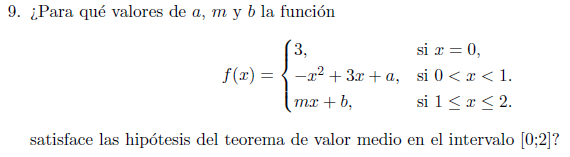 9. ¿Para qué valores de a, m y b la función
f(x) = { 3, si x = 0,
−x² + 3x + a, si 0 < x < 1.
mx + b, si 1 ≤ x ≤ 2.
satisface las hipótesis del teorema de valor medio en el intervalo [0;2]?